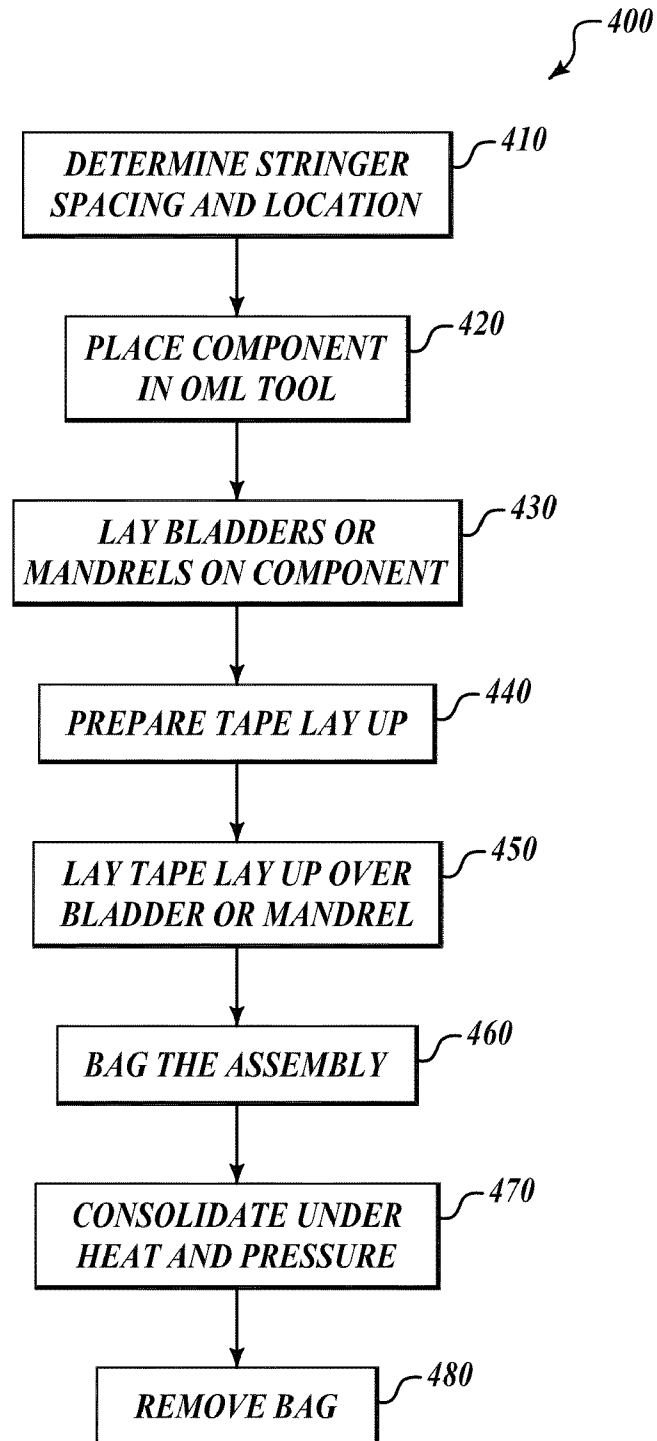 400
410
DETERMINE STRINGER
SPACING AND LOCATION
420
PLACE COMPONENT
IN OML TOOL
430
LAY BLADDERS OR
MANDRELS ON COMPONENT
440
PREPARE TAPE LAY UP
450
LAY TAPE LAY UP OVER
BLADDER OR MANDREL
460
BAG THE ASSEMBLY
470
CONSOLIDATE UNDER
HEAT AND PRESSURE
480
REMOVE BAG